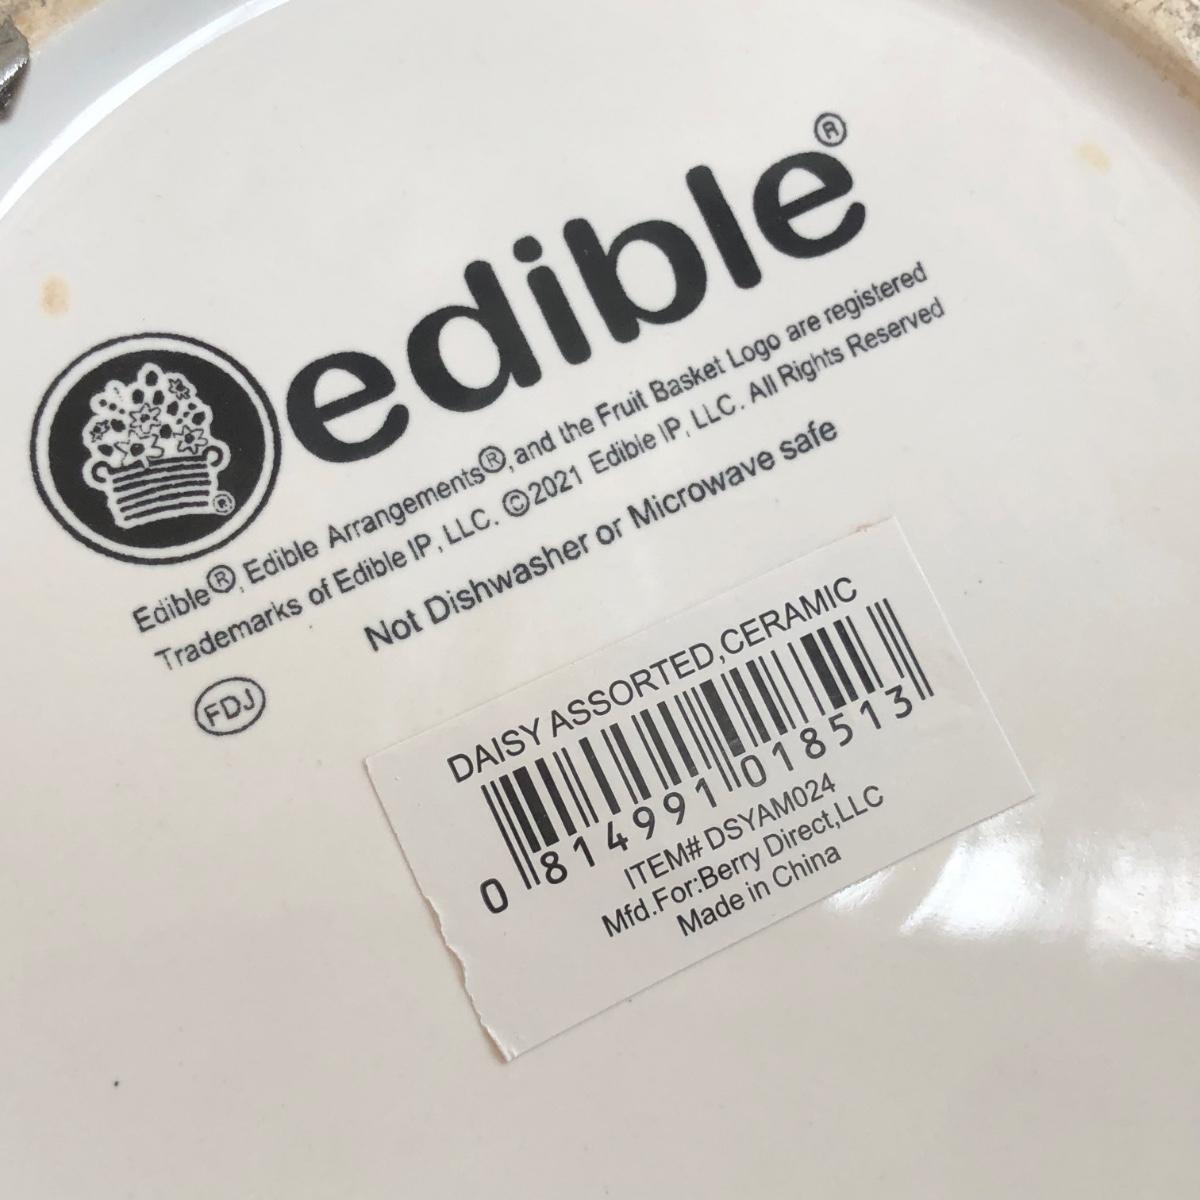 edible®
Edible®, Edible Arrangements®, and the Fruit Basket Logo are registered
Trademarks of Edible IP, LLC. ©2021 Edible IP, LLC. All Rights Reserved
Not Dishwasher or Microwave safe
FDJ
DAISY ASSORTED,CERAMIC
0 814991 018513
ITEM# DSYAM024
Mfd.For:Berry Direct,LLC
Made in China